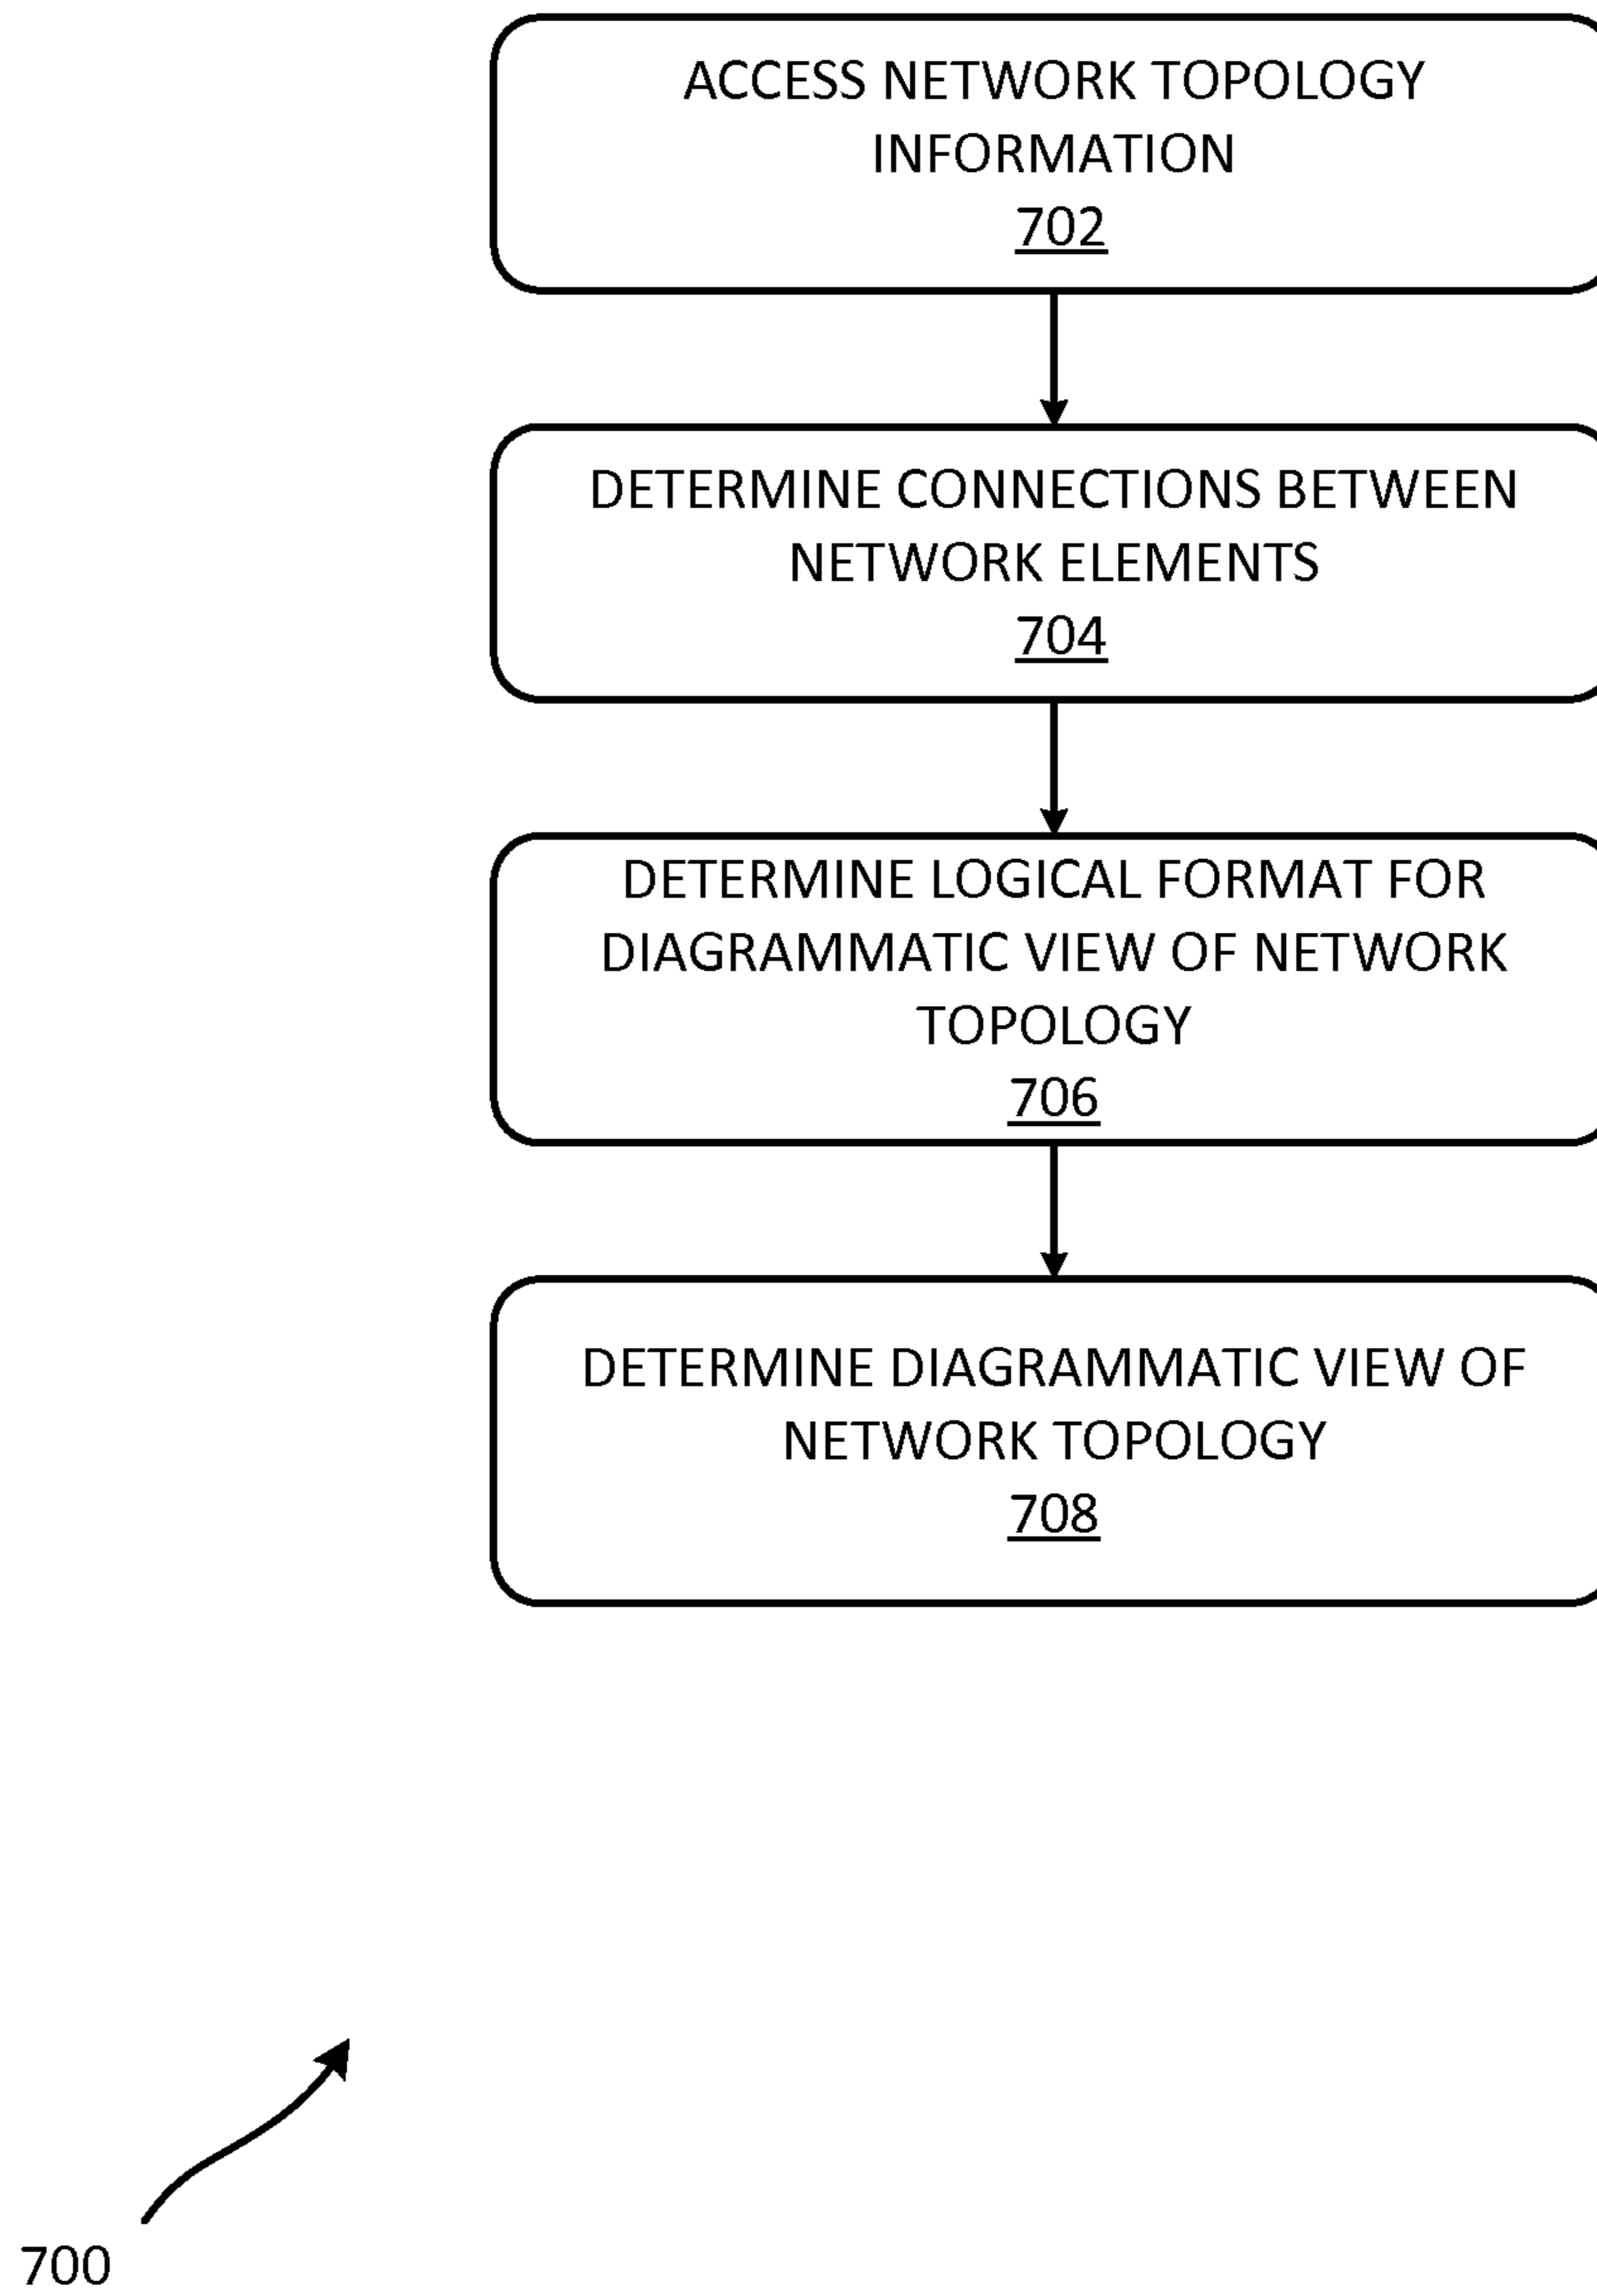 ACCESS NETWORK TOPOLOGY
INFORMATION
702
DETERMINE CONNECTIONS BETWEEN
NETWORK ELEMENTS
704
DETERMINE LOGICAL FORMAT FOR
DIAGRAMMATIC VIEW OF NETWORK
TOPOLOGY
706
DETERMINE DIAGRAMMATIC VIEW OF
NETWORK TOPOLOGY
708
700